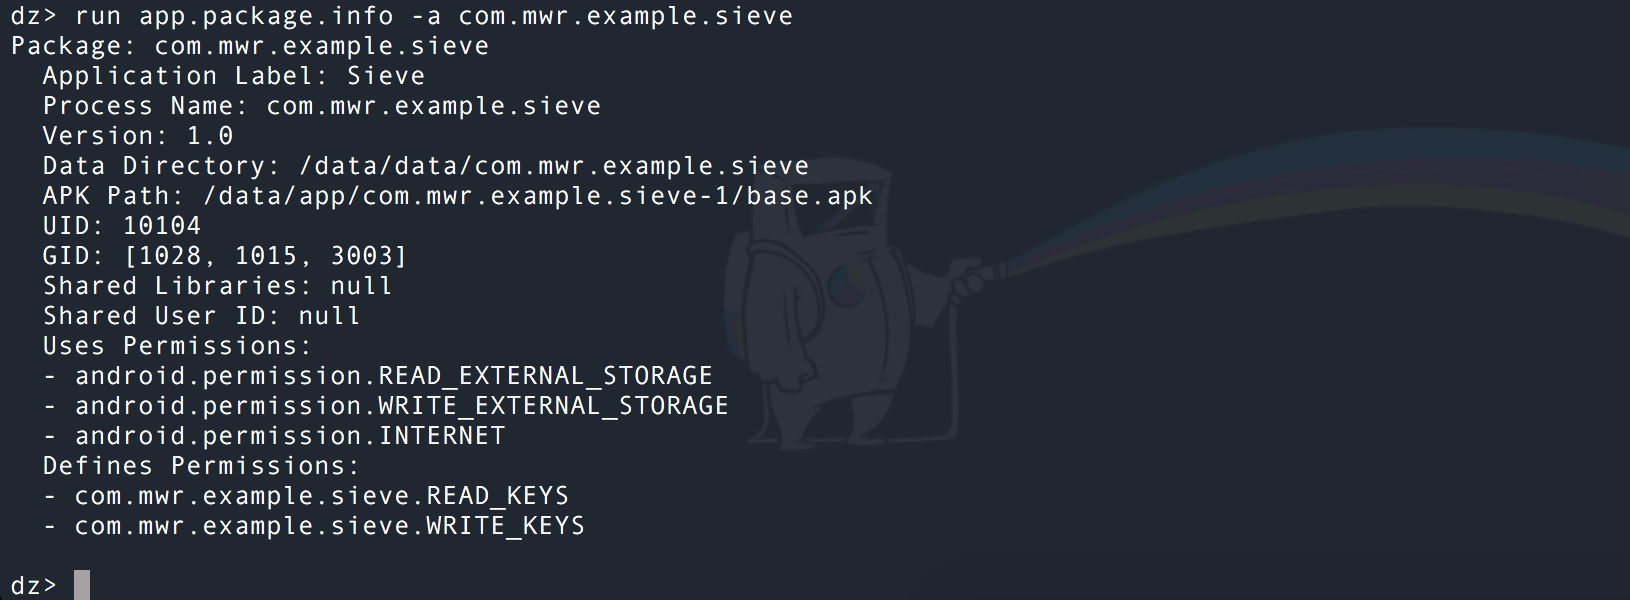 dz> run app.package.info -a com.mwr.example.sieve
Package: com.mwr.example.sieve
  Application Label: Sieve
  Process Name: com.mwr.example.sieve
  Version: 1.0
  Data Directory: /data/data/com.mwr.example.sieve
  APK Path: /data/app/com.mwr.example.sieve-1/base.apk
  UID: 10104
  GID: [1028, 1015, 3003]
  Shared Libraries: null
  Shared User ID: null
  Uses Permissions:
  - android.permission.READ_EXTERNAL_STORAGE
  - android.permission.WRITE_EXTERNAL_STORAGE
  - android.permission.INTERNET
  Defines Permissions:
  - com.mwr.example.sieve.READ_KEYS
  - com.mwr.example.sieve.WRITE_KEYS
dz>